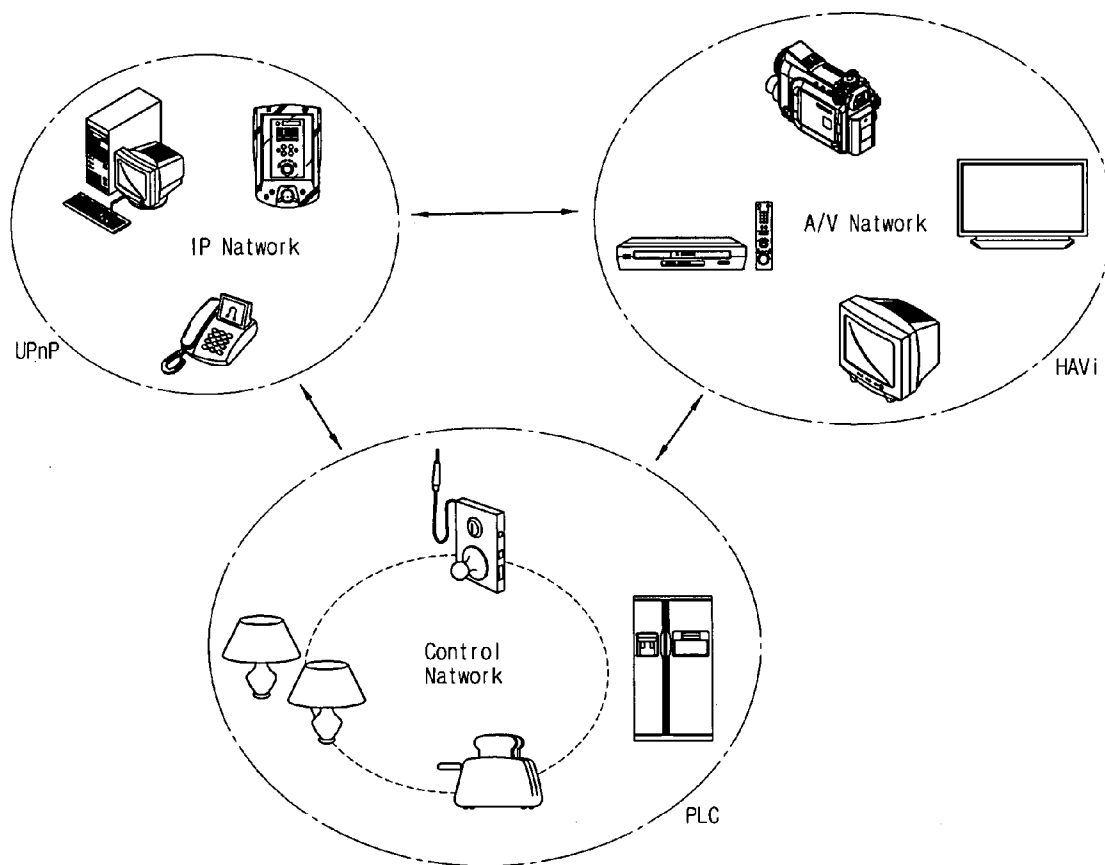 IP Natwork
UPnP
A/V Natwork
HAVi
Control
Natwork
PLC